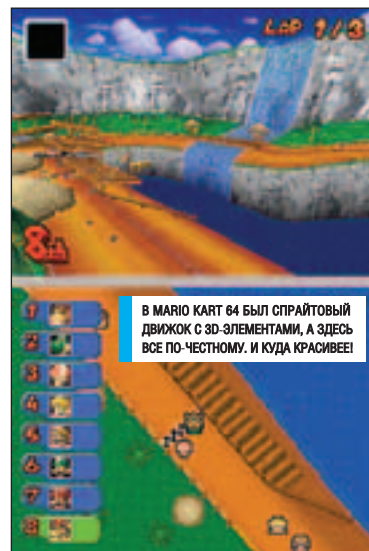 LAP 1/3
8th
1
2
3
4
5
6
7
8
В MARIO KART 64 БЫЛ СПРАЙТОВЫЙ
ДВИЖОК С 3D-ЭЛЕМЕНТАМИ, А ЗДЕСЬ
ВСЕ ПО-ЧЕСТНОМУ. И КУДА КРАСИВЕЕ!